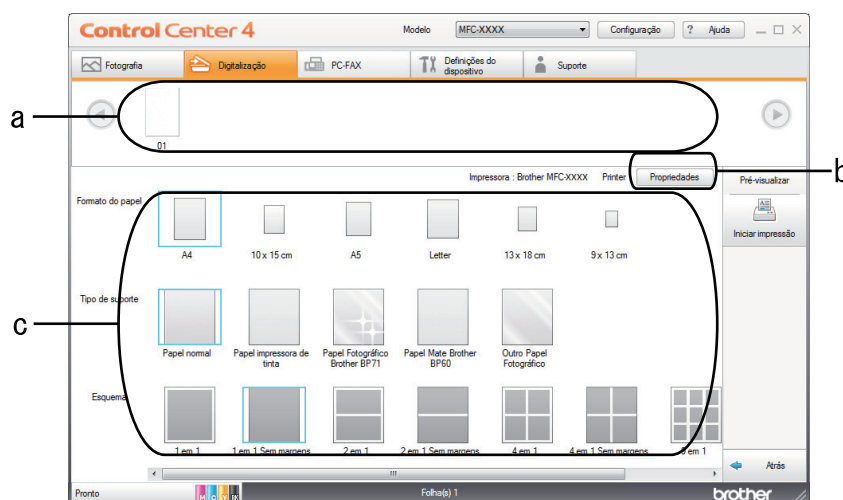 Control Center 4
Modelo
MFC-XXXX
Configuração
? Ajuda
Fotografia
Digitalização
PC-FAX
Definições do
dispositivo
Suporte
a
01
Impressora : Brother MFC-XXXX
Printer
Propriedades
b
Pré-visualizar
Iniciar impressão
Formato do papel
A4
10 x 15 cm
A5
Letter
13 x 18 cm
9 x 13 cm
c
Tipo de suporte
Papel normal
Papel impressora de
tinta
Papel Fotográfico
Brother BP71
Papel Mate Brother
BP60
Outro Papel
Fotográfico
Esquema
1 em 1
1 em 1 Sem margens
2 em 1
2 em 1 Sem margens
4 em 1
4 em 1 Sem margens
9 em 1
Atrás
Pronto
M C Y BK
Folha(s) 1
brother